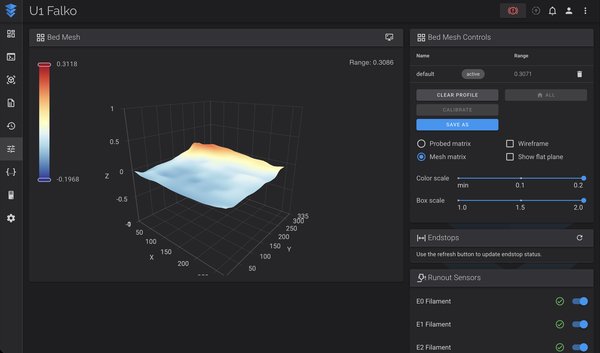 U1 Falko
Bed Mesh
Range: 0.3086
0.3118
-0.1968
1
0.5
0
-0.5
Z
50
100
150
200
X
50
100
150
200
250
300
235
Y
Bed Mesh Controls
Name Range
default active 0.3071
CLEAR PROFILE ALL
CALIBRATE
SAVE AS
Probed matrix Wireframe
Mesh matrix Show flat plane
Color scale
min 0.1 0.2
Box scale
1.0 1.5 2.0
Endstops
Use the refresh button to update endstop status.
Runout Sensors
E0 Filament
E1 Filament
E2 Filament